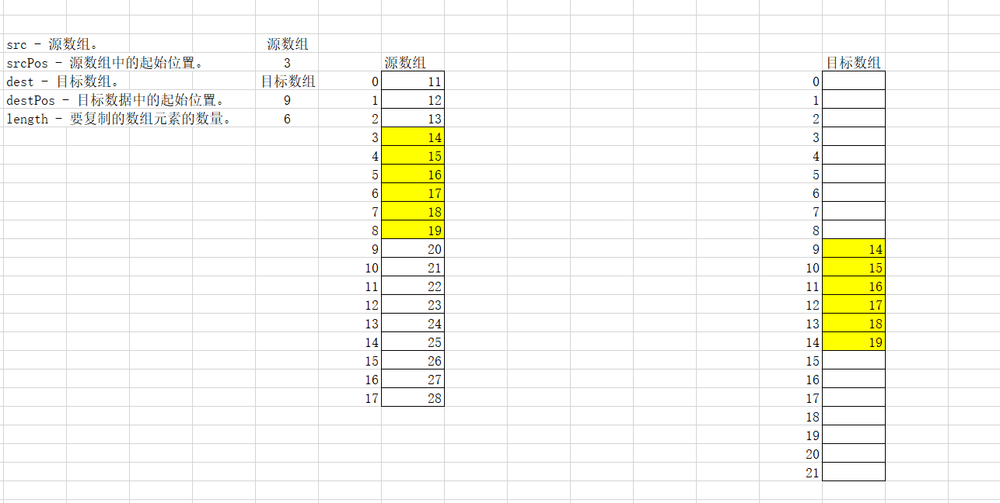 src - 源数组。 源数组
srcPos - 源数组中的起始位置。 3 源数组 目标数组
dest - 目标数组。 目标数组 0 11 0
destPos - 目标数据中的起始位置。 9 1 12 1
length - 要复制的数组元素的数量。 6 2 13 2
3 14 3
4 15 4
5 16 5
6 17 6
7 18 7
8 19 8
9 20 9 14
10 21 10 15
11 22 11 16
12 23 12 17
13 24 13 18
14 25 14 19
15 26 15
16 27 16
17 28 17
18
19
20
21